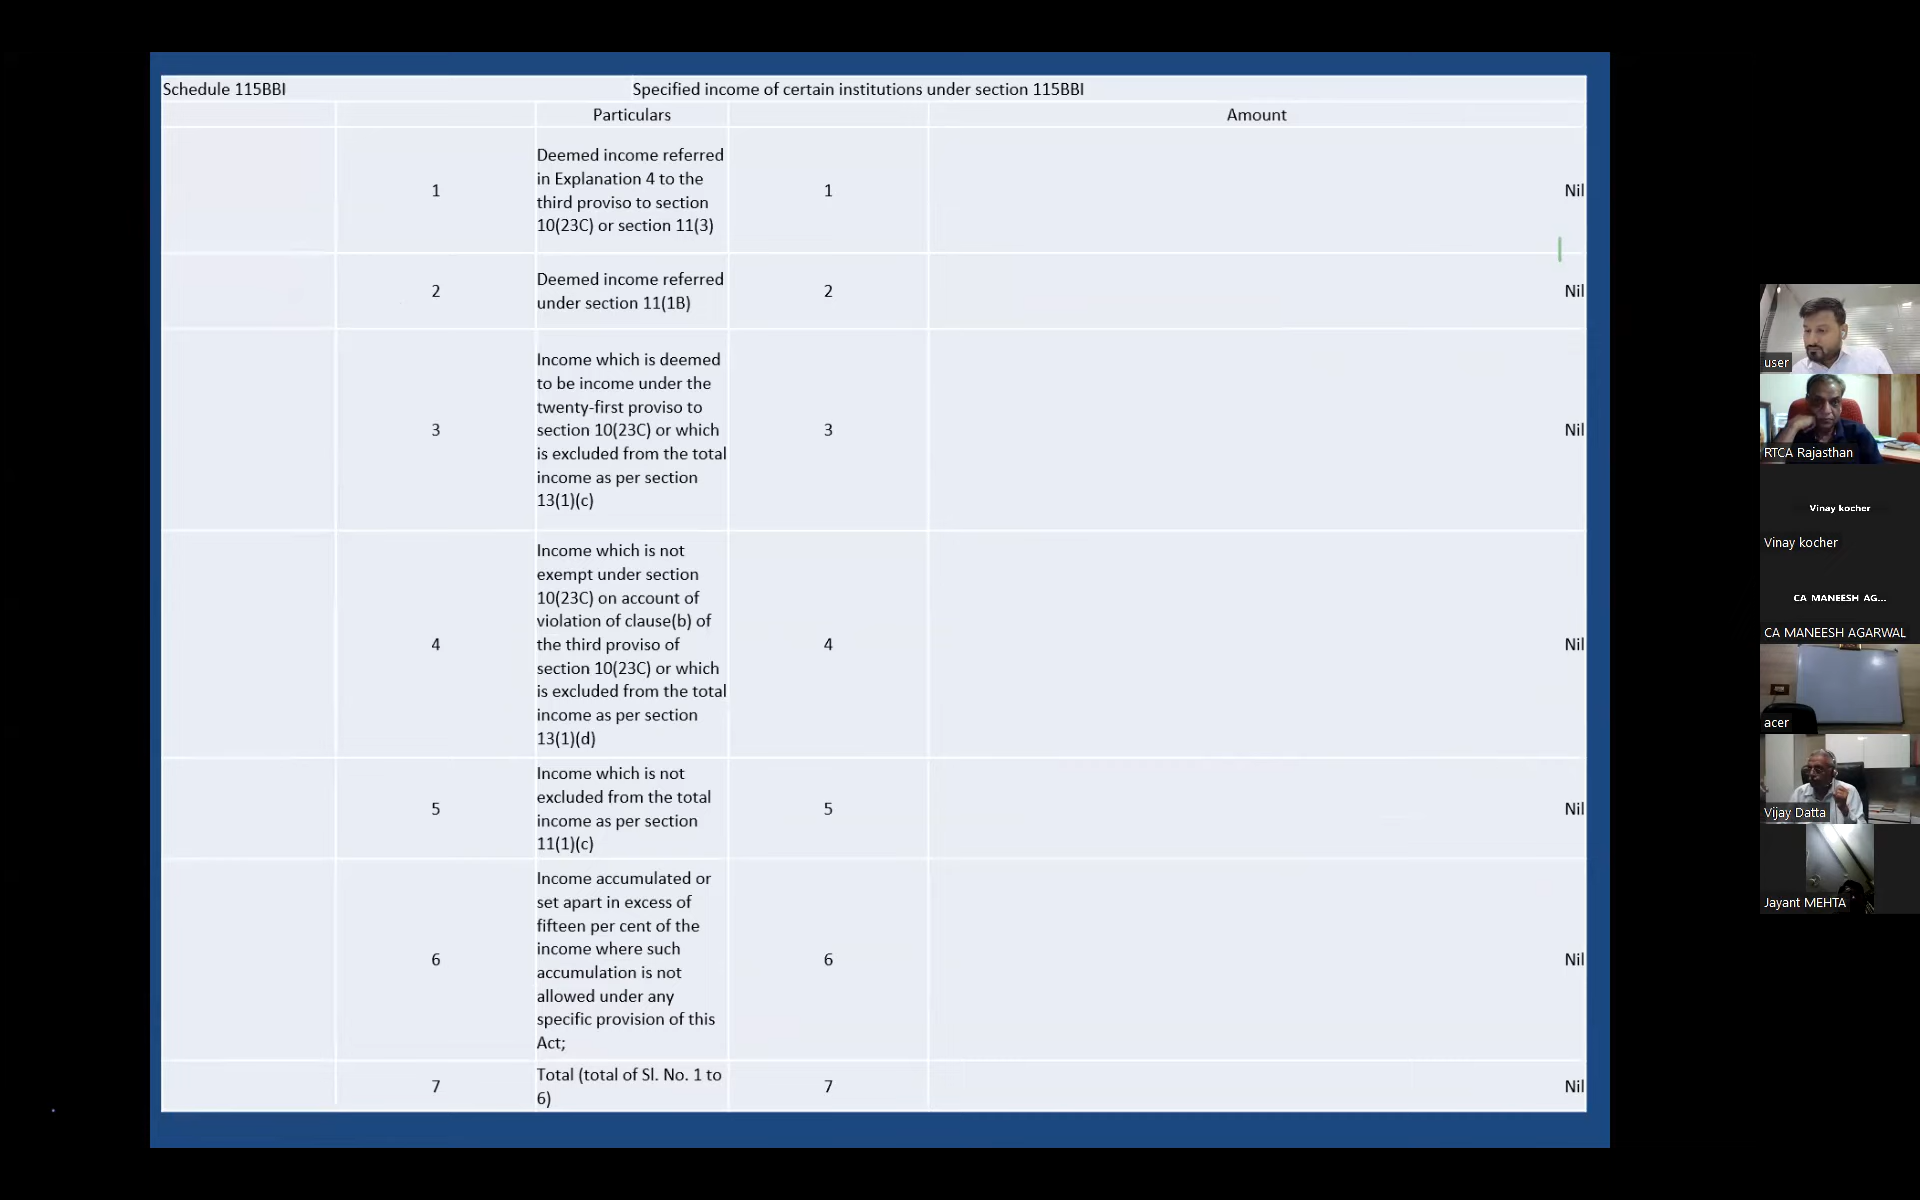 Schedule 115BBI Specified income of certain institutions under section 115BBI
Particulars Amount
Deemed income referred
in Explanation 4 to the
1 third proviso to section 1 Nil
10(23C) or section 11(3)
Deemed income referred
2 under section 11(1B) 2 Nil
Income which is deemed
to be income under the
twenty-first proviso to
3 section 10(23C) or which 3 Nil
is excluded from the total
income as per section
13(1)(c)
Income which is not
exempt under section
10(23C) on account of
violation of clause(b) of
4 the third proviso of 4 Nil
section 10(23C) or which
is excluded from the total
income as per section
13(1)(d)
Income which is not
excluded from the total
5 income as per section 5 Nil
11(1)(c)
Income accumulated or
set apart in excess of
fifteen per cent of the
6 income where such 6 Nil
accumulation is not
allowed under any
specific provision of this
Act;
7 Total (total of Sl. No. 1 to 7 Nil
6)
user
RTCA Rajasthan
Vinay kocher
Vinay kocher
CA MANEESH AG...
CA MANEESH AGARWAL
acer
Vijay Datta
Jayant MEHTA